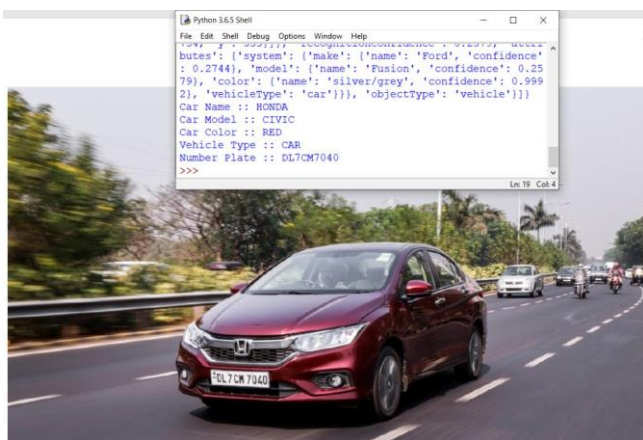 Python 3.6.5 Shell
File Edit Shell Debug Options Window Help
butes': {'system': {'make': {'name': 'Ford', 'confidence'
: 0.2744}, 'model': {'name': 'Fusion', 'confidence': 0.25
79}, 'color': {'name': 'silver/grey', 'confidence': 0.999
2}, 'vehicleType': 'car'}}}, 'objectType': 'vehicle'}]}
Car Name :: HONDA
Car Model :: CIVIC
Car Color :: RED
Vehicle Type :: CAR
Number Plate :: DL7CM7040
>>>
Ln: 19 Col: 4
DL7CM 7040